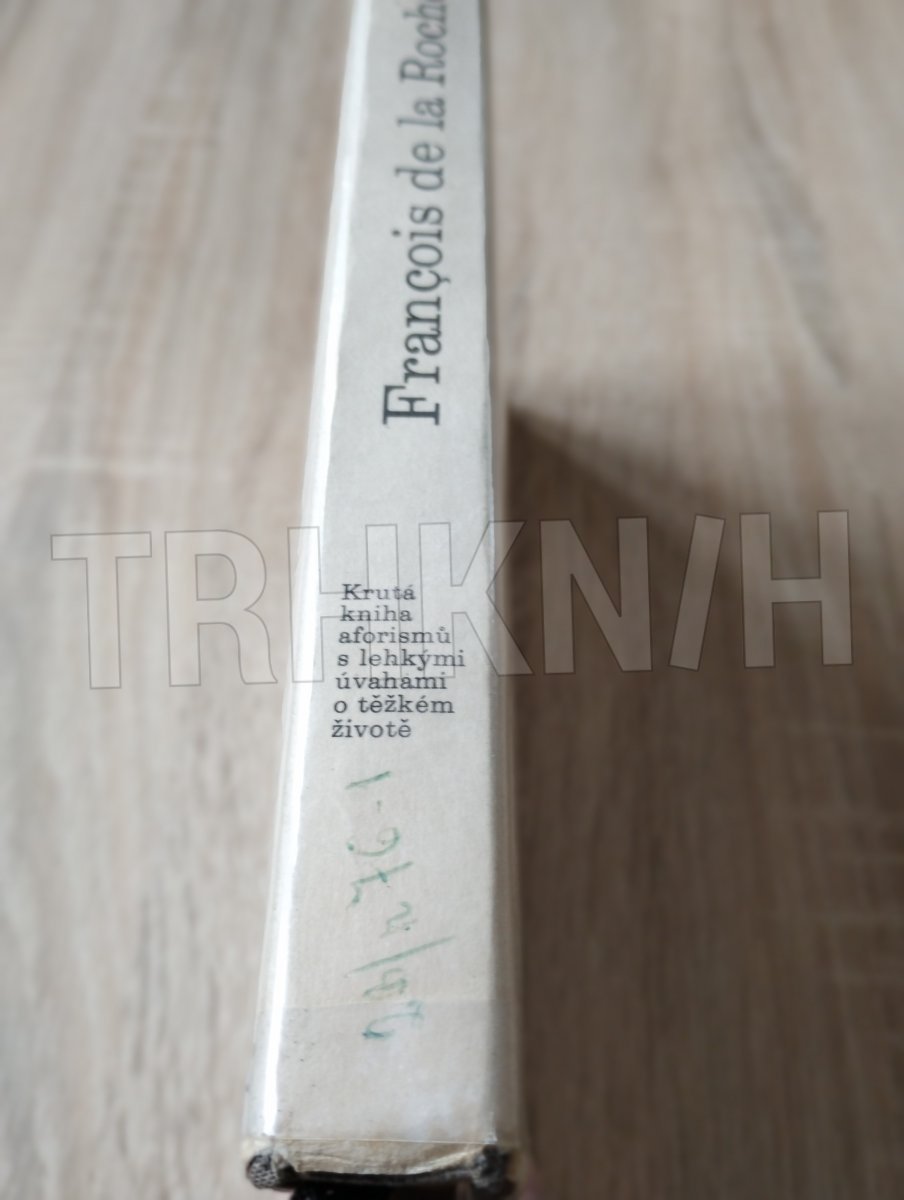 François de la Roch
Krutá
kniha
aforismů
s lehkými
úvahami
o těžkém
životě
TRHKNIH